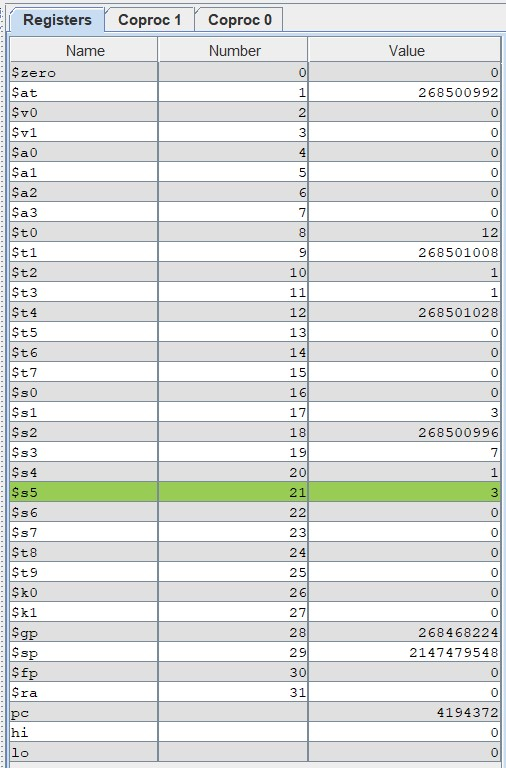 Registers Coproc 1 Coproc 0
Name Number Value
$zero 0 0
$at 1 268500992
$v0 2 0
$v1 3 0
$a0 4 0
$a1 5 0
$a2 6 0
$a3 7 0
$t0 8 12
$t1 9 268501008
$t2 10 1
$t3 11 1
$t4 12 268501028
$t5 13 0
$t6 14 0
$t7 15 0
$s0 16 0
$s1 17 3
$s2 18 268500996
$s3 19 7
$s4 20 1
$s5 21 3
$s6 22 0
$s7 23 0
$t8 24 0
$t9 25 0
$k0 26 0
$k1 27 0
$gp 28 268468224
$sp 29 2147479548
$fp 30 0
$ra 31 0
pc 4194372
hi 0
lo 0